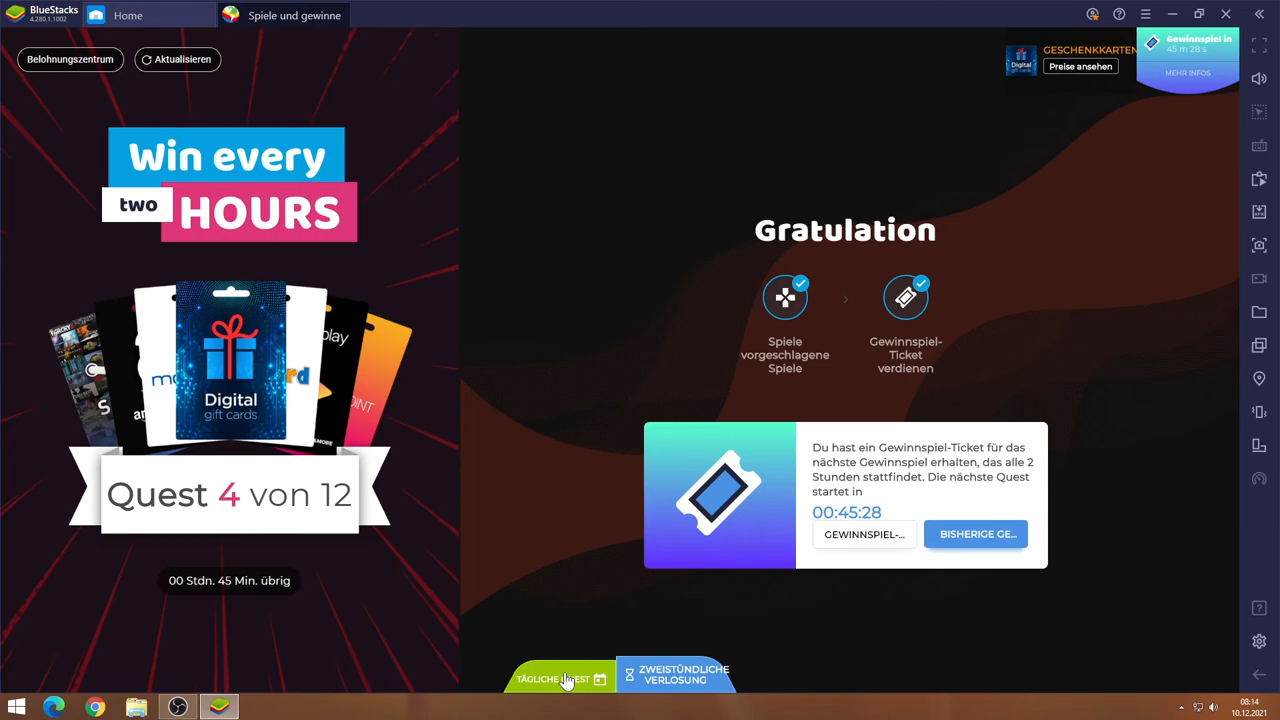 BlueStacks
4.280.1.1002
Home
Spiele und gewinne
Belohnungszentrum
Aktualisieren
GESCHENKKARTEN
Preise ansehen
Digital
gift cards
Gewinnspiel in
45 m 28 s
MEHR INFOS
Win every
two HOURS
Digital
gift cards
Quest 4 von 12
00 Stdn. 45 Min. übrig
Gratulation
Spiele
vorgeschlagene
Spiele
Gewinnspiel-
Ticket
verdienen
Du hast ein Gewinnspiel-Ticket für das
nächste Gewinnspiel erhalten, das alle 2
Stunden stattfindet. Die nächste Quest
startet in
00:45:28
GEWINNSPIEL-...
BISHERIGE GE...
TÄGLICHE
ZWEISTÜNDLICHE
VERLOSUNG
08:14
10.12.2021